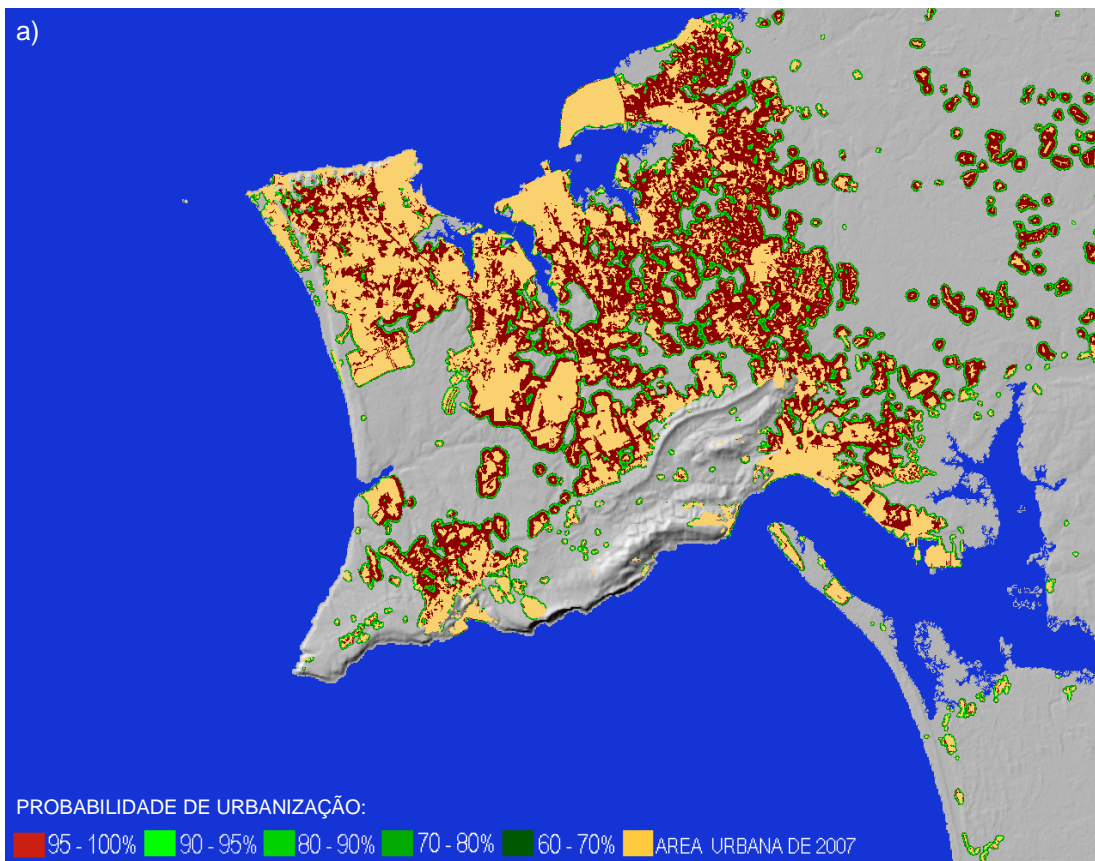 a)
PROBABILIDADE DE URBANIZAÇÃO:
95 - 100% 90 - 95% 80 - 90% 70 - 80% 60 - 70% AREA URBANA DE 2007